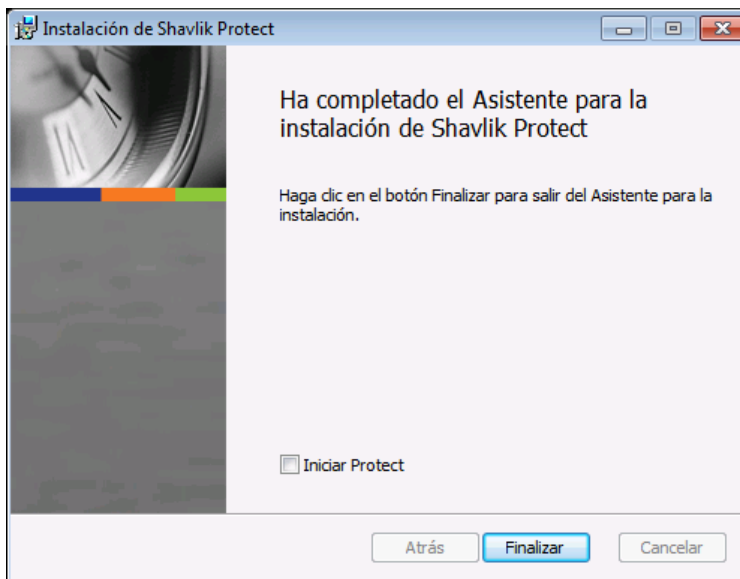 Instalación de Shavlik Protect
Ha completado el Asistente para la
instalación de Shavlik Protect
Haga clic en el botón Finalizar para salir del Asistente para la
instalación.
Iniciar Protect
Atrás
Finalizar
Cancelar